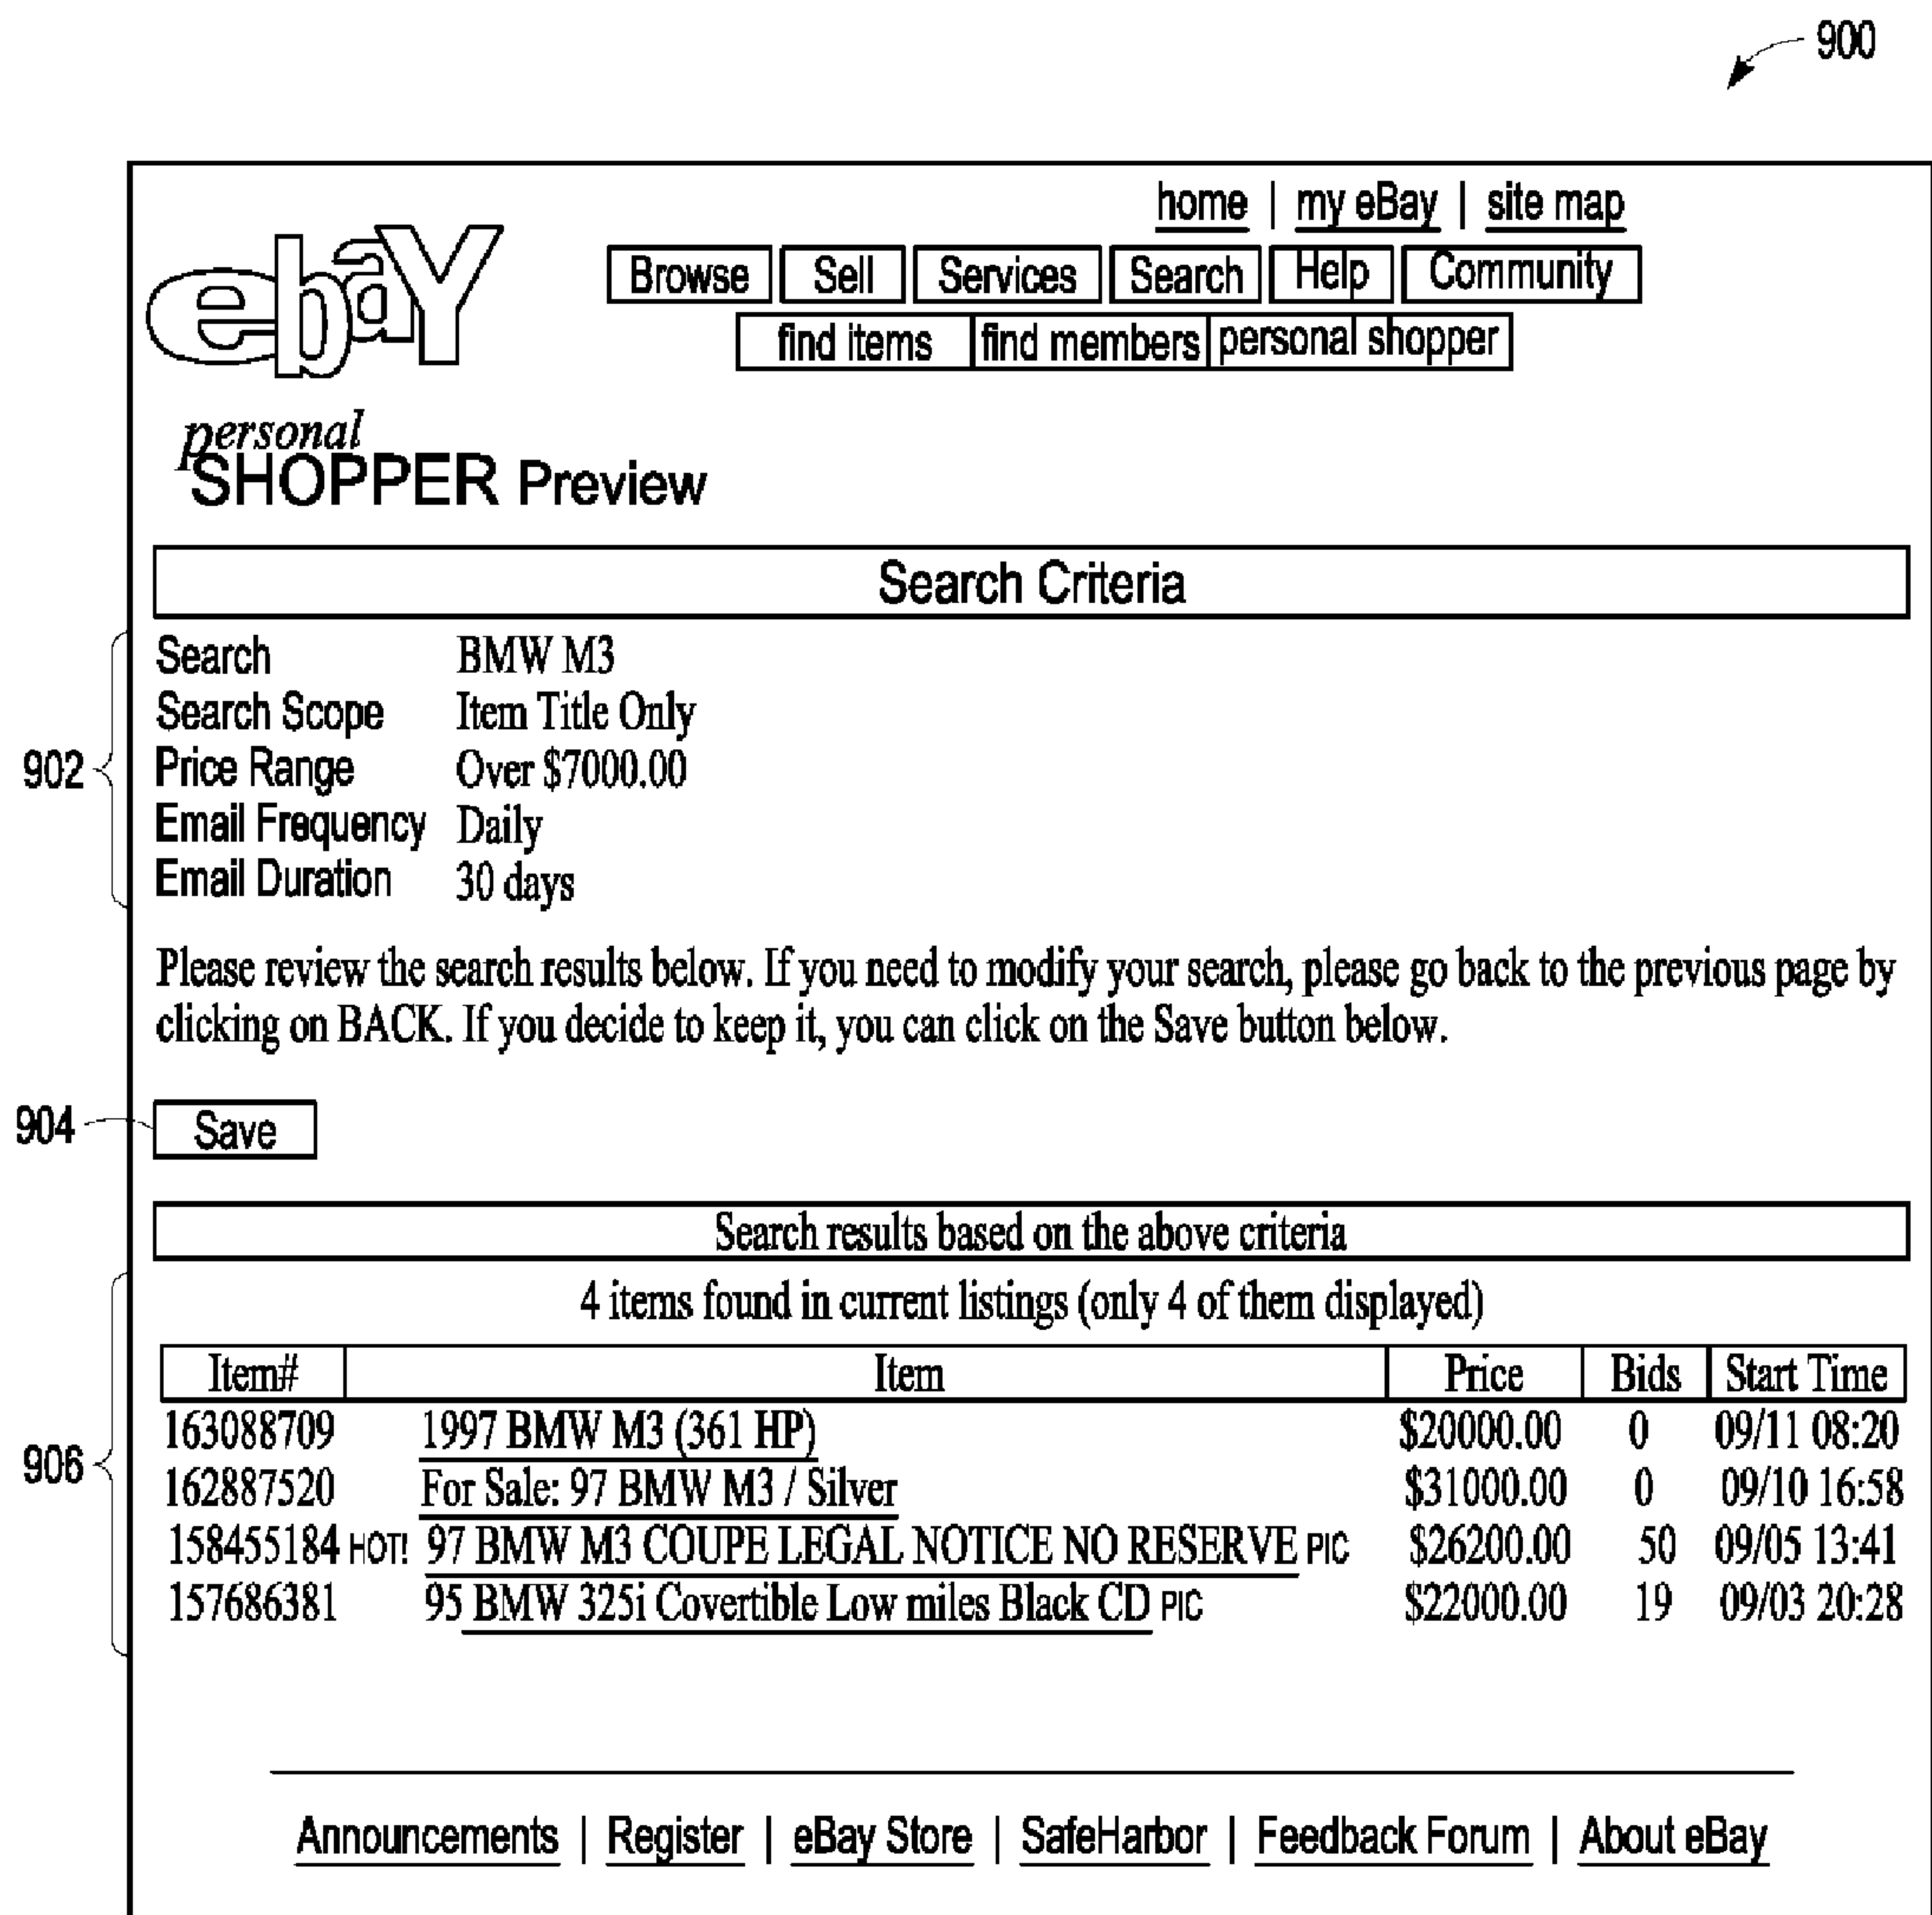 900
home | my eBay | site map
ebaY
Browse Sell Services Search Help Community
find items find members personal shopper
personal
SHOPPER Preview
Search Criteria
Search BMW M3
Search Scope Item Title Only
902 Price Range Over $7000.00
Email Frequency Daily
Email Duration 30 days
Please review the search results below. If you need to modify your search, please go back to the previous page by
clicking on BACK. If you decide to keep it, you can click on the Save button below.
904 Save
Search results based on the above criteria
4 items found in current listings (only 4 of them displayed)
Item# Item Price Bids Start Time
163088709 1997 BMW M3 (361 HP) $20000.00 0 09/11 08:20
906 162887520 For Sale: 97 BMW M3 / Silver $31000.00 0 09/10 16:58
158455184 HOT! 97 BMW M3 COUPE LEGAL NOTICE NO RESERVE PIC $26200.00 50 09/05 13:41
157686381 95 BMW 325i Covertible Low miles Black CD PIC $22000.00 19 09/03 20:28
Announcements | Register | eBay Store | SafeHarbor | Feedback Forum | About eBay